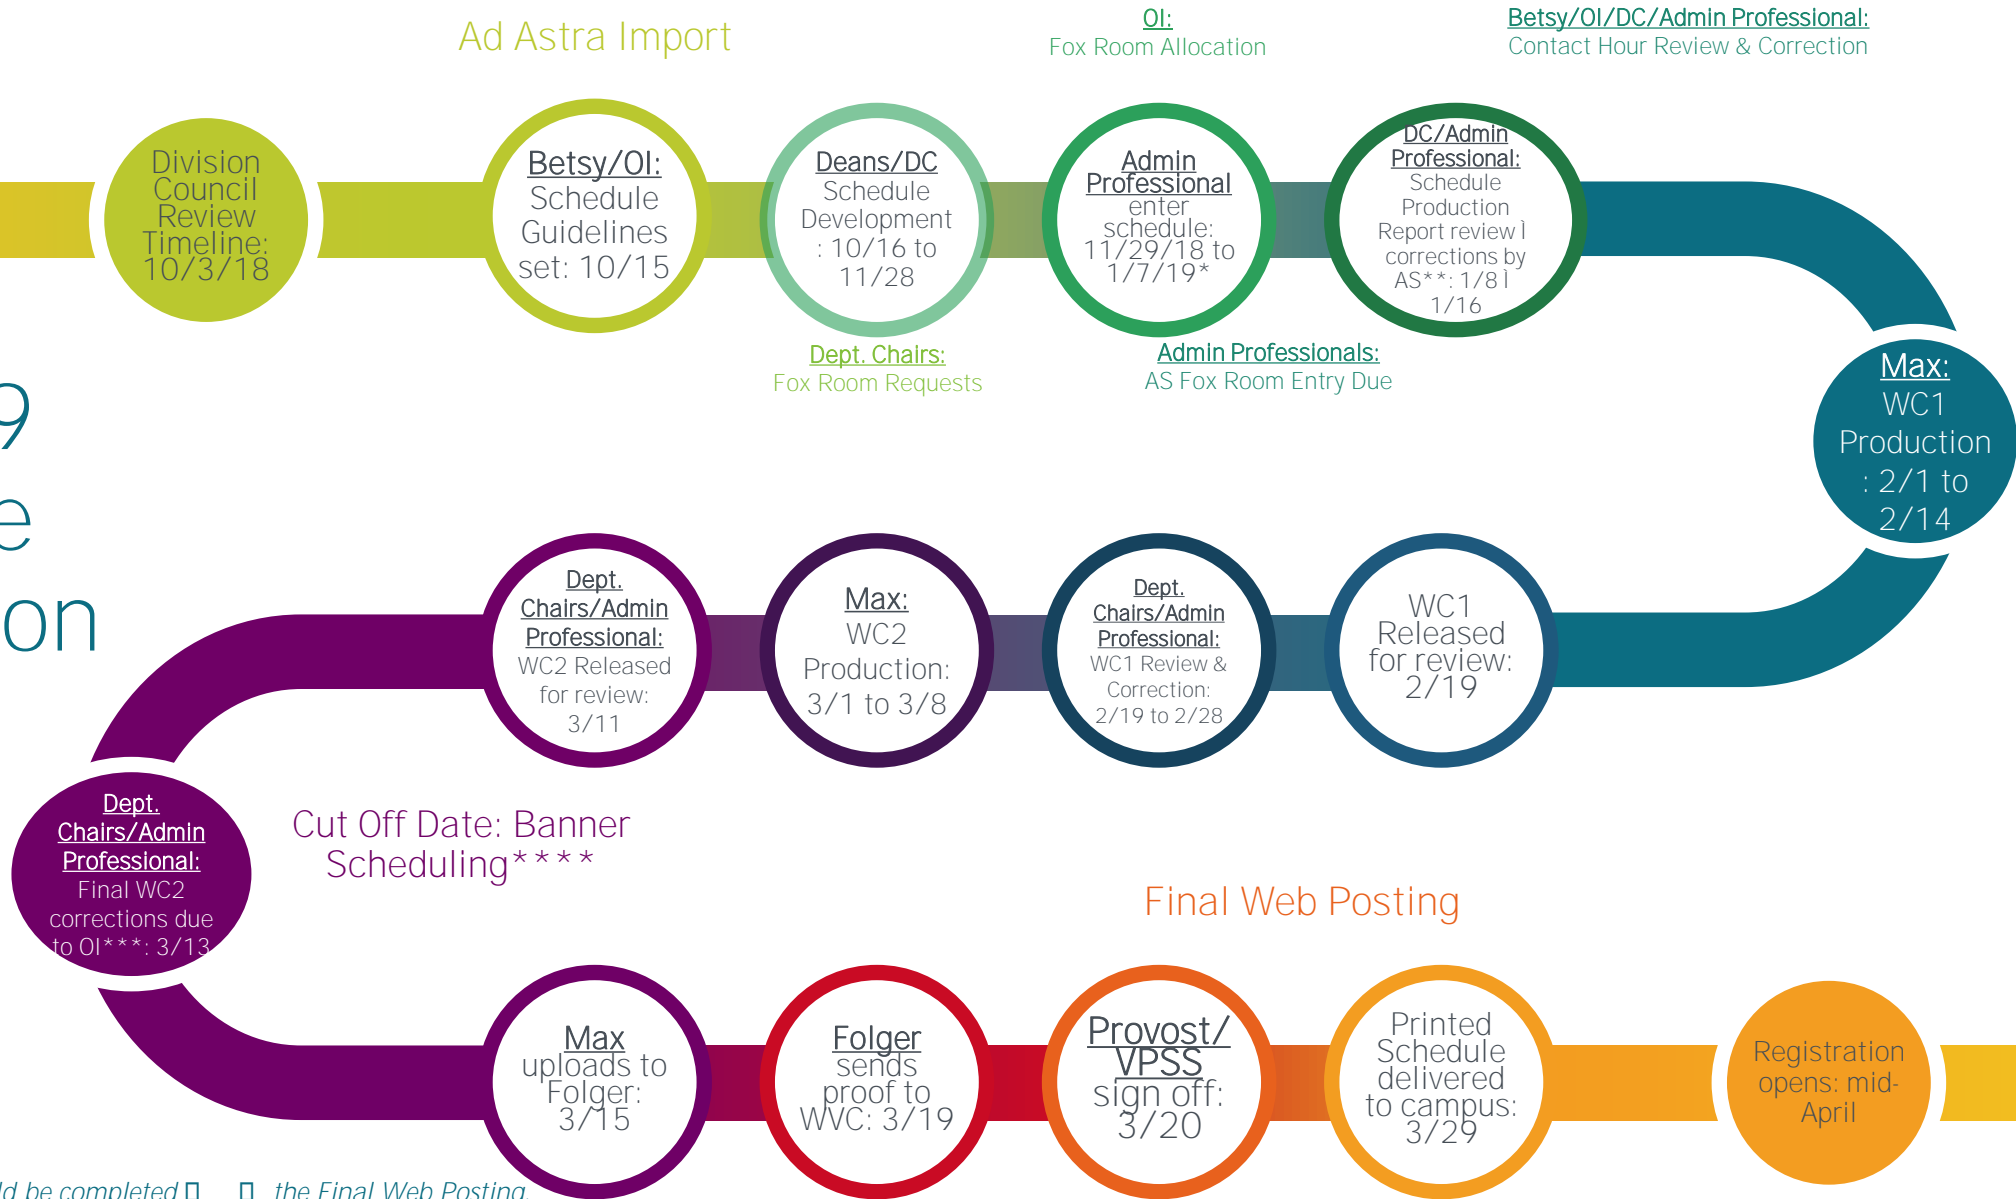 Ad Astra Import
OI:
Fox Room Allocation
Betsy/OI/DC/Admin Professional:
Contact Hour Review & Correction
Division
Council
Review
Timeline:
10/3/18
Betsy/OI:
Schedule
Guidelines
set: 10/15
Deans/DC
Schedule
Development
: 10/16 to
11/28
Admin
Professional
enter
schedule:
11/29/18 to
1/7/19*
DC/Admin
Professional:
Schedule
Production
Report review Ì
corrections by
AS**: 1/8 Ì
1/16
Dept. Chairs:
Fox Room Requests
Admin Professionals:
AS Fox Room Entry Due
Max:
WC1
Production
: 2/1 to
2/14
9
e
on
Dept.
Chairs/Admin
Professional:
WC2 Released
for review:
3/11
Max:
WC2
Production:
3/1 to 3/8
Dept.
Chairs/Admin
Professional:
WC1 Review &
Correction:
2/19 to 2/28
WC1
Released
for review:
2/19
Dept.
Chairs/Admin
Professional:
Final WC2
corrections due
to OI***: 3/13
Cut Off Date: Banner
Scheduling****
Final Web Posting
Max
uploads to
Folger:
3/15
Folger
sends
proof to
WVC: 3/19
Provost/
VPSS
sign off:
3/20
Printed
Schedule
delivered
to campus:
3/29
Registration
opens: mid-
April
ld be completed the Final Web Posting.